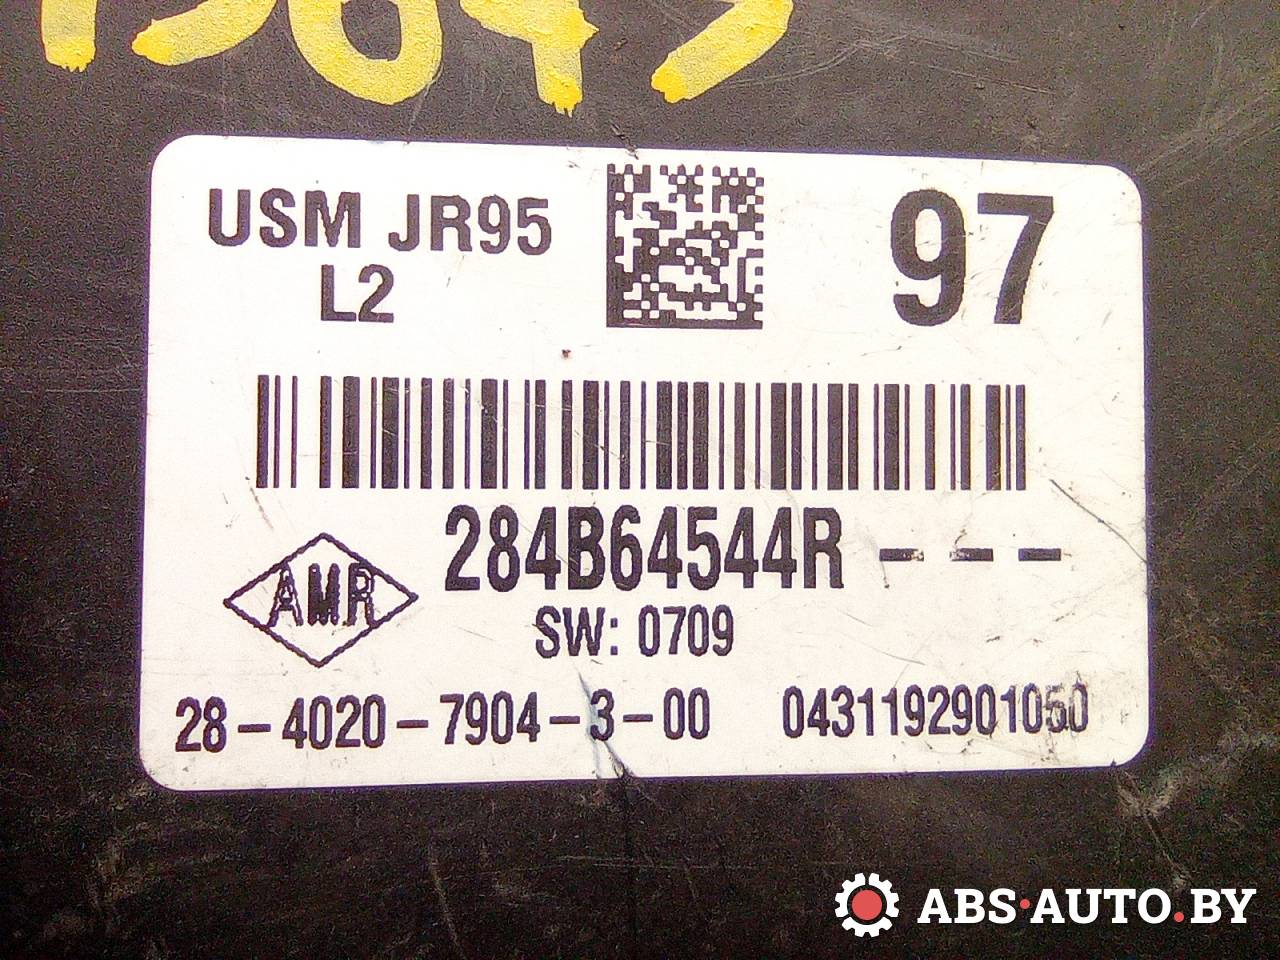 USM JR95
L2
97
284B64544R - - -
AMR
SW: 0709
28-4020-7904-3-00 0431192901050
ABS·AUTO.BY